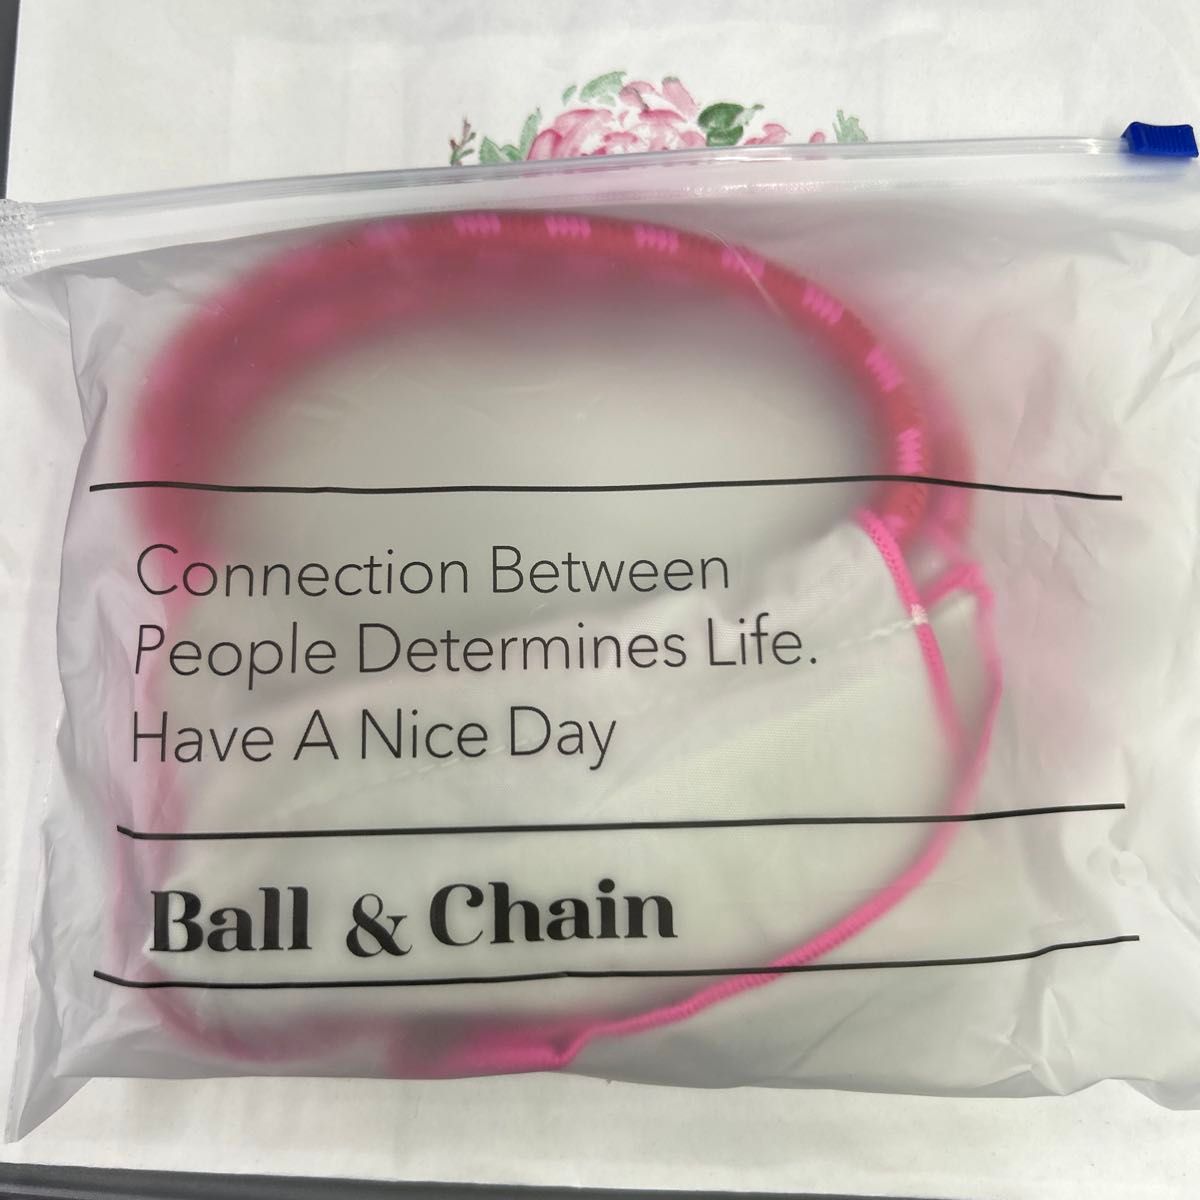 Connection Between
People Determines Life.
Have A Nice Day
Ball & Chain